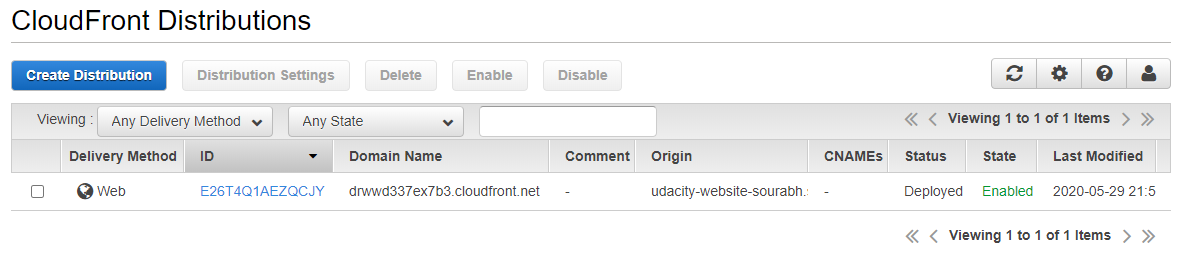 CloudFront Distributions
Create Distribution Distribution Settings Delete Enable Disable
Viewing : Any Delivery Method Any State Viewing 1 to 1 of 1 Items
Delivery Method ID Domain Name Comment Origin CNAMEs Status State Last Modified
Web E26T4Q1AEZQCJY drwwd337ex7b3.cloudfront.net - udacity-website-sourabh. - Deployed Enabled 2020-05-29 21:5
Viewing 1 to 1 of 1 Items